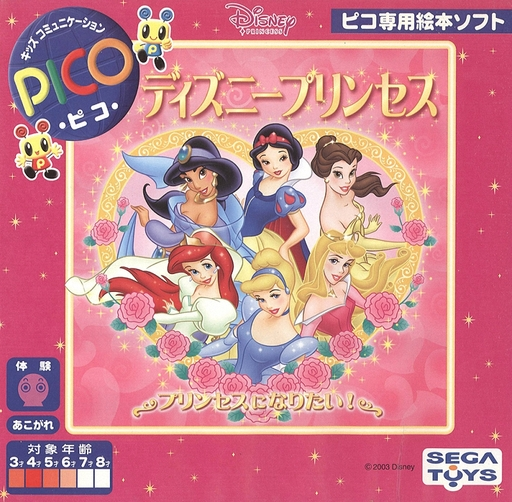 キッズ コミュニケーション
PICO
・ピコ・
Disney
PRINCESS
ピコ専用絵本ソフト
ディズニープリンセス
プリンセスになりたい!
体験
あこがれ
対象年齢
3才 4才 5才 6才 7才 8才
© 2003 Disney
SEGA
TOYS